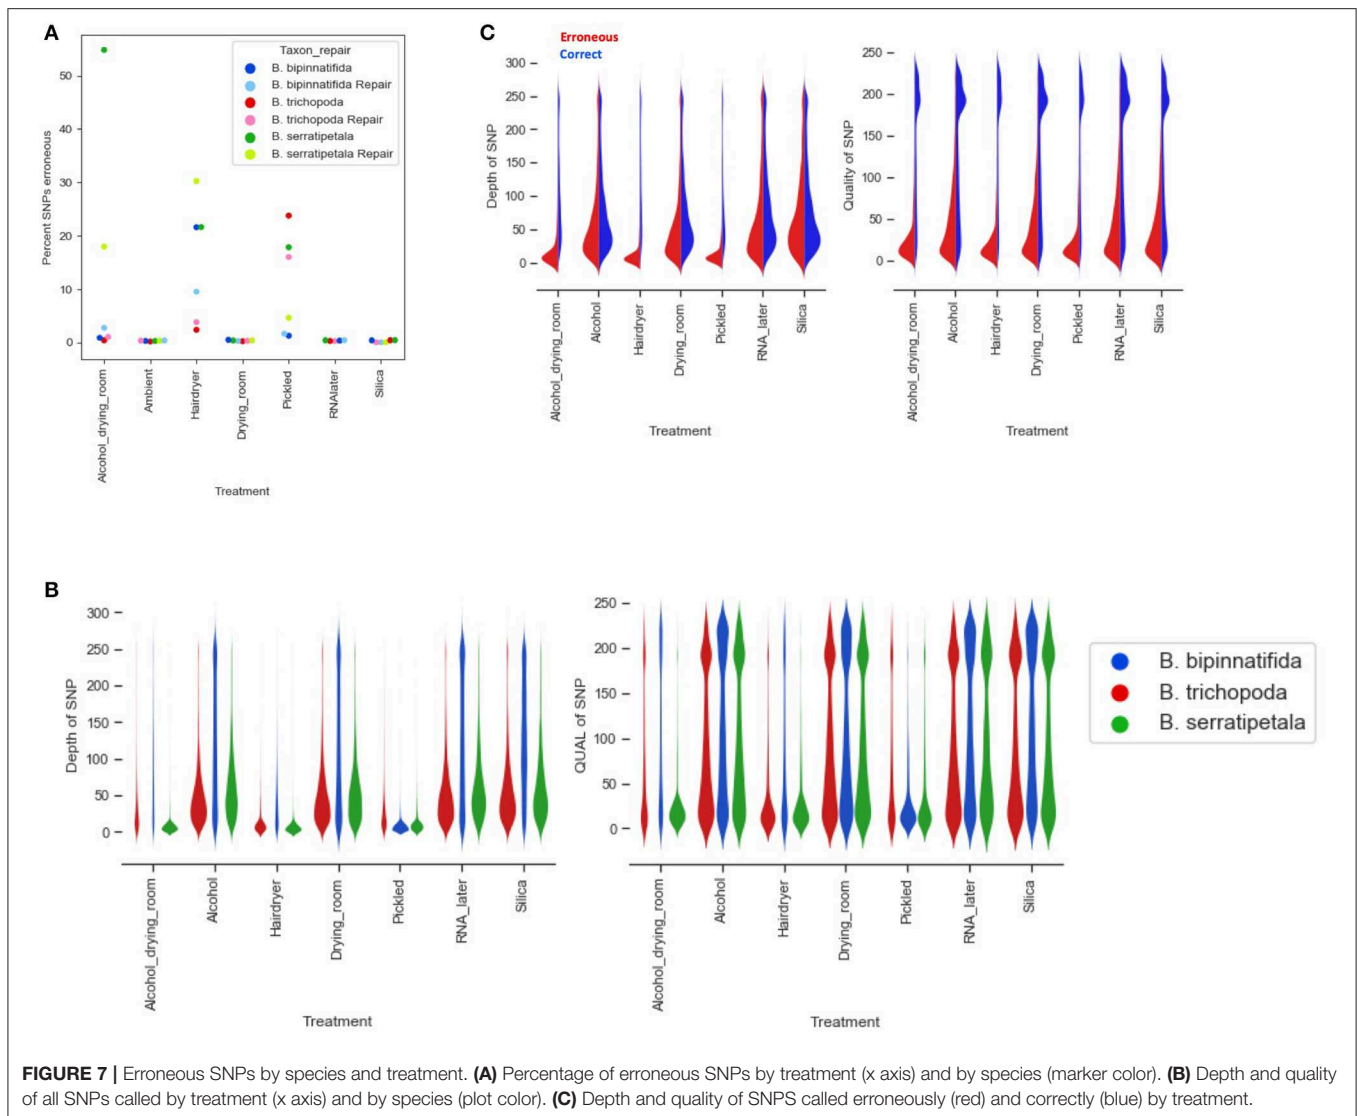 A
Percent SNPs erroneous
50
40
30
20
10
0
Taxon_repair
B. bipinnatifida
B. bipinnatifida Repair
B. trichopoda
B. trichopoda Repair
B. serratipetala
B. serratipetala Repair
Alcohol_drying_room
Ambient
Hairdryer
Drying_room
Pickled
RNAlater
Silica
Treatment
C
Erroneous
Correct
Depth of SNP
300
250
200
150
100
50
0
Alcohol_drying_room
Alcohol
Hairdryer
Drying_room
Pickled
RNA_later
Silica
Treatment
Quality of SNP
250
200
150
100
50
0
Alcohol_drying_room
Alcohol
Hairdryer
Drying_room
Pickled
RNA_later
Silica
Treatment
B
Depth of SNP
300
250
200
150
100
50
0
Alcohol_drying_room
Alcohol
Hairdryer
Drying_room
Pickled
RNA_later
Silica
Treatment
QUAL of SNP
250
200
150
100
50
0
Alcohol_drying_room
Alcohol
Hairdryer
Drying_room
Pickled
RNA_later
Silica
Treatment
B. bipinnatifida
B. trichopoda
B. serratipetala
FIGURE 7 | Erroneous SNPs by species and treatment. (A) Percentage of erroneous SNPs by treatment (x axis) and by species (marker color). (B) Depth and quality
of all SNPs called by treatment (x axis) and by species (plot color). (C) Depth and quality of SNPS called erroneously (red) and correctly (blue) by treatment.